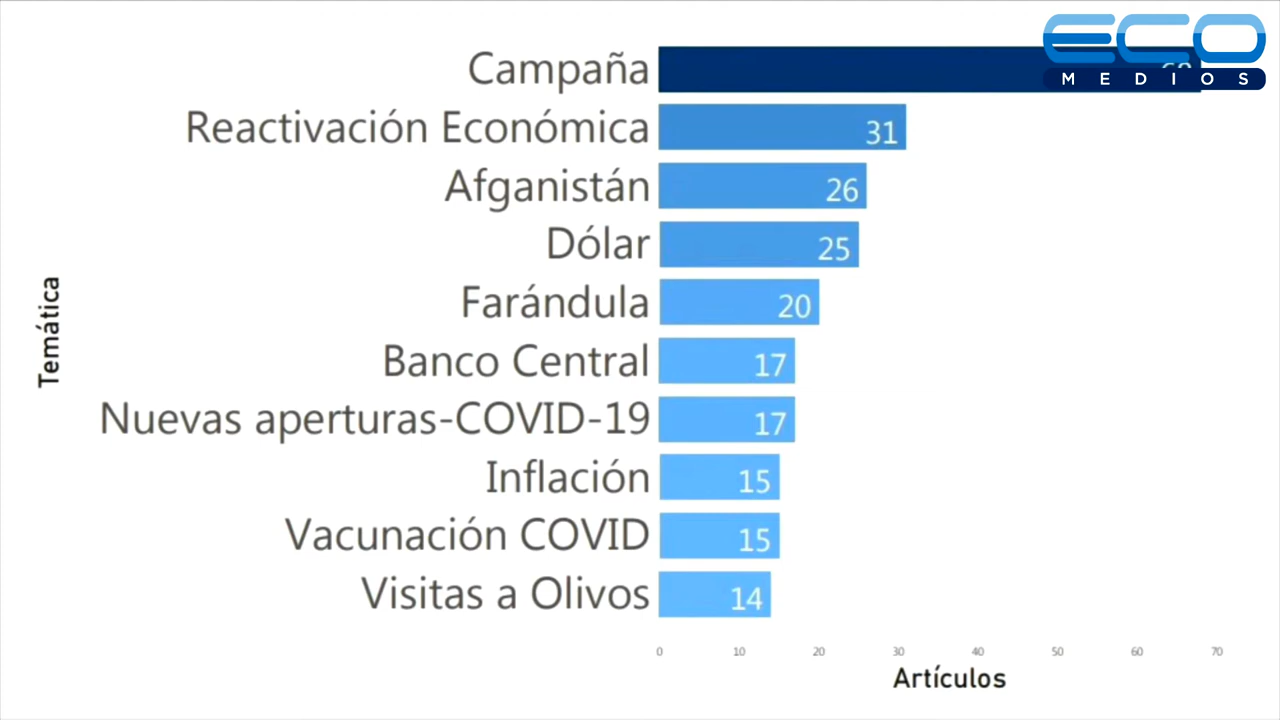 ECO
MEDIOS
Campaña
Reactivación Económica 31
Afganistán 26
Dólar 25
Farándula 20
Banco Central 17
Nuevas aperturas-COVID-19 17
Inflación 15
Vacunación COVID 15
Visitas a Olivos 14
Temática
0 10 20 30 40 50 60 70
Artículos